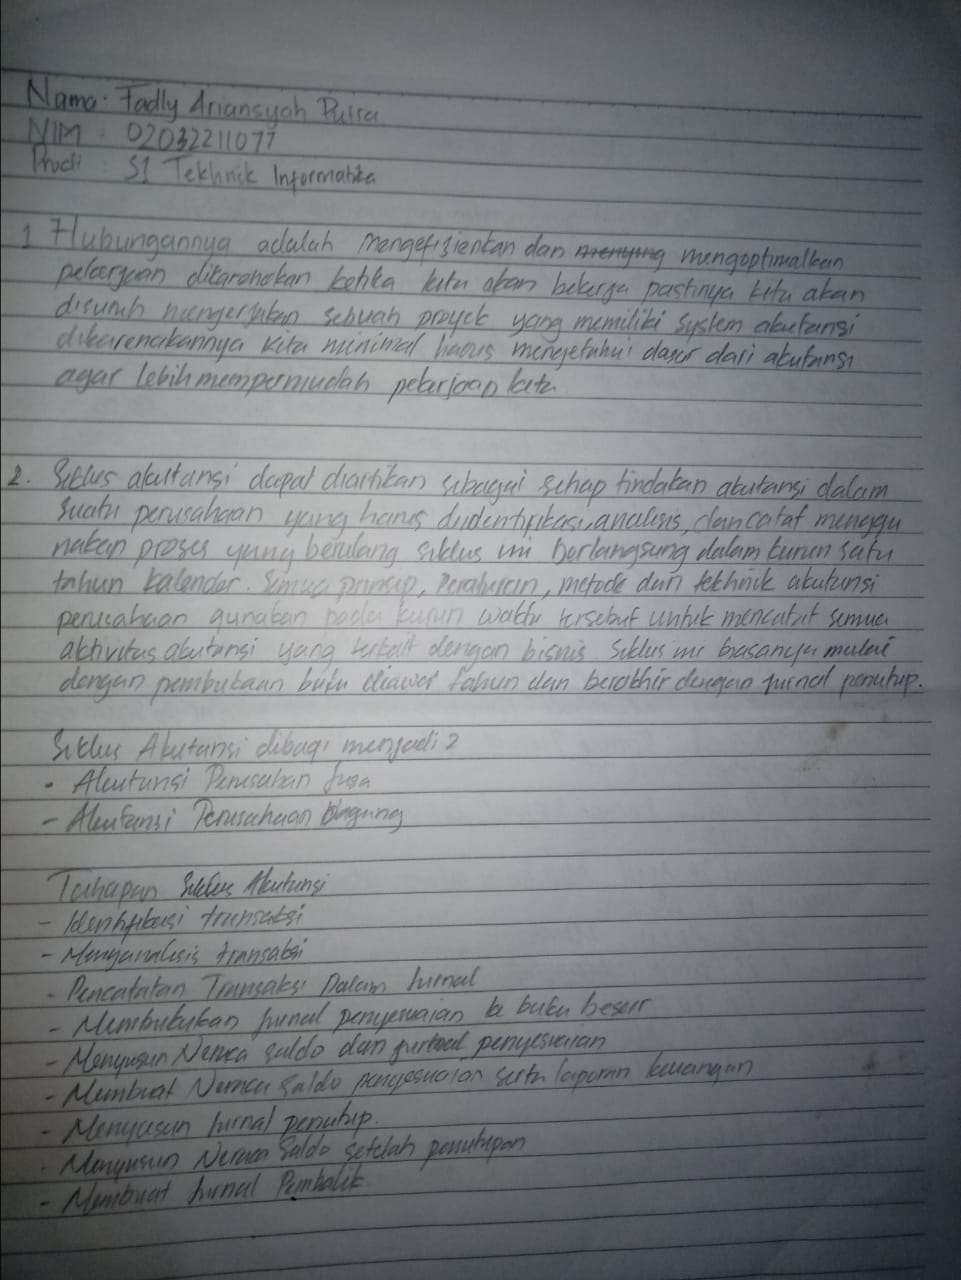 Nama : Fadly Ariansyah Putra
NIM : 02032211077
Prodi : S1 Tekhnik Informatika
1 Hubungannya adalah mengefisienkan dan mengoptimalkan
pekerjaan dikarenakan ketika kita akan bekerja pastinya kita akan
disuruh mengerjakan sebuah proyek yang memiliki system akutansi
dikarenakannya kita minimal harus mengetahui dasar dari akutansi
agar lebih mempermudah pekerjaan kita
2. Siklus akutansi dapat diartikan sebagai setiap tindakan akutansi dalam
suatu perusahaan yang harus diidentifikasi, analisis, dan catat menggu
nakan proses yang berulang siklus ini berlangsung dalam kurun satu
tahun kalender. Semua prinsip, Peraturan, metode dan tekhnik akutansi
perusahaan gunakan pada kurun waktu tersebut untuk mencatat semua
aktivitas akutansi yang terkait dengan bisnis Siklus ini biasanya mulai
dengan pembukaan buku diawal tahun dan berakhir dengan jurnal penutup.
Siklus Akutansi dibagi menjadi 2
- Akutansi Perusahan Jasa
- Akutansi Perusahaan
Tahapan Siklus Akutansi
- Identifikasi transaksi
- Menganalisis transaksi
- Pencatatan Transaksi Dalam Jurnal
- Membukukan jurnal penyesuaian ke buku besar
- Menyusun Neraca Saldo dan jurnal penyesuaian
- Membuat Neraca Saldo penyesuaian serta laporan keuangan
- Menyusun Jurnal penutup
- Menyusun Neraca Saldo setelah penutupan
- Membuat Jurnal Pembalik